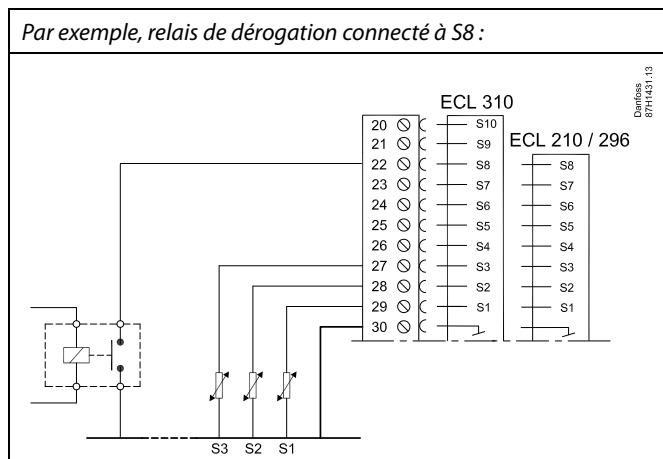 Par exemple, relais de dérogation connecté à S8 :
Danfoss
87H1431.13
ECL 310
ECL 210 / 296
20 S10
21 S9
22 S8 S8
23 S7 S7
24 S6 S6
25 S5 S5
26 S4 S4
27 S3 S3
28 S2 S2
29 S1 S1
30
S3 S2 S1